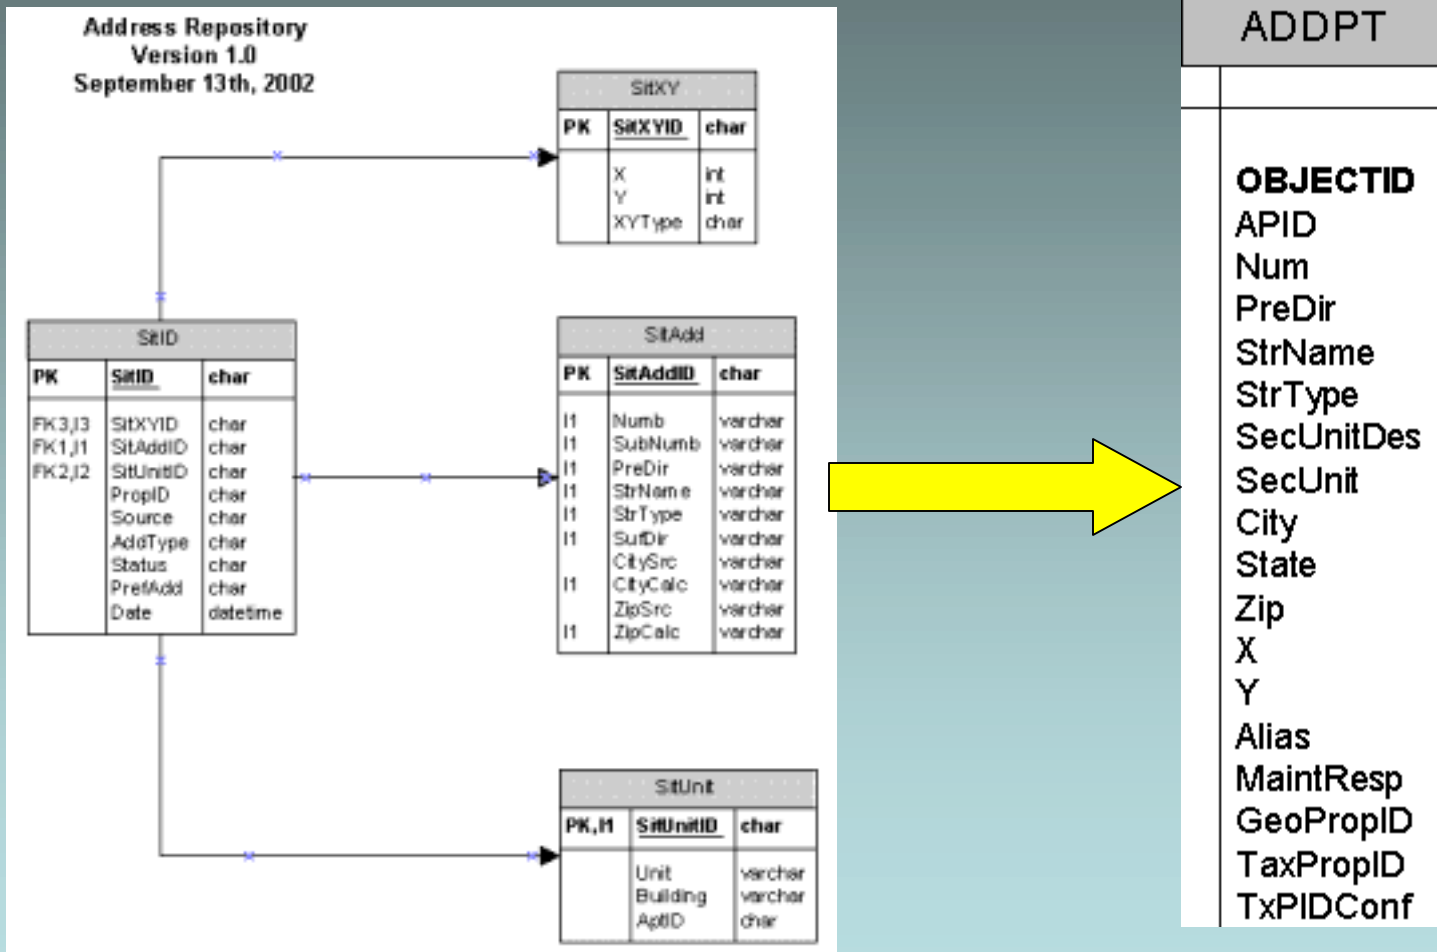 Address Repository
Version 1.0
September 13th, 2002
SitXY
PK SitXYID char
X int
Y int
XYType char
SitID
PK SitID char
FK3,I3 SitXYID char
FK1,I1 SitAddID char
FK2,I2 SitUnitID char
PropID char
Source char
AddType char
Status char
PrefAdd char
Date datetime
SitAdd
PK SitAddID char
I1 Numb varchar
I1 SubNumb varchar
I1 PreDir varchar
I1 StrName varchar
I1 StrType varchar
I1 SufDir varchar
CitySrc varchar
I1 CityCalc varchar
ZipSrc varchar
I1 ZipCalc varchar
SitUnit
PK,I1 SitUnitID char
Unit varchar
Building varchar
AptID char
ADDPT
OBJECTID
APID
Num
PreDir
StrName
StrType
SecUnitDes
SecUnit
City
State
Zip
X
Y
Alias
MaintResp
GeoPropID
TaxPropID
TxPIDConf